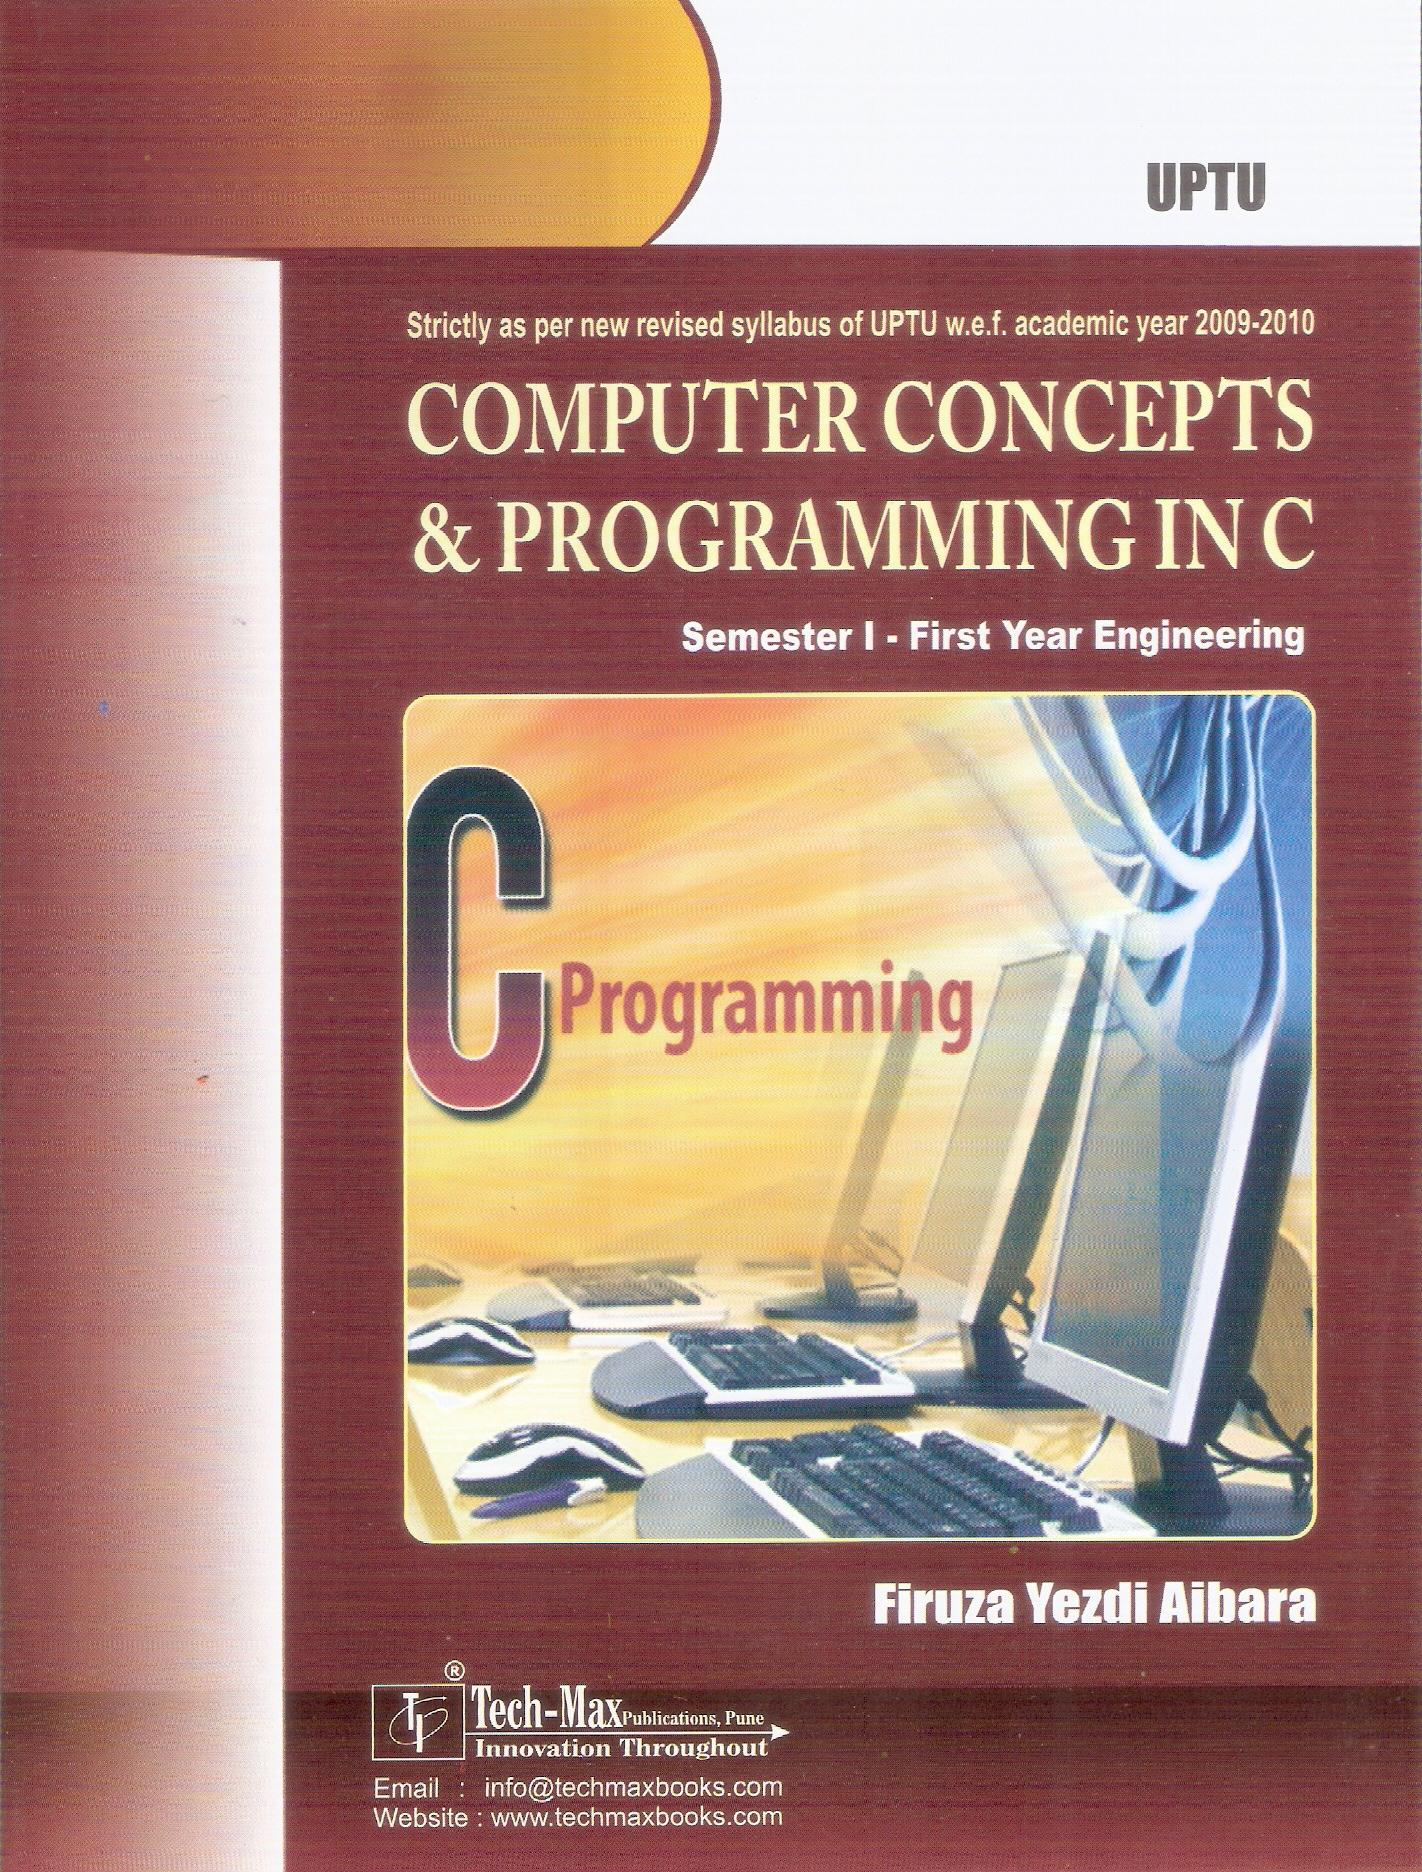 UPTU
Strictly as per new revised syllabus of UPTU w.e.f. academic year 2009-2010
COMPUTER CONCEPTS
& PROGRAMMING IN C
Semester I - First Year Engineering
C Programming
Firuza Yezdi Aibara
®
TI Tech-Max Publications, Pune
Innovation Throughout
Email : info@techmaxbooks.com
Website : www.techmaxbooks.com